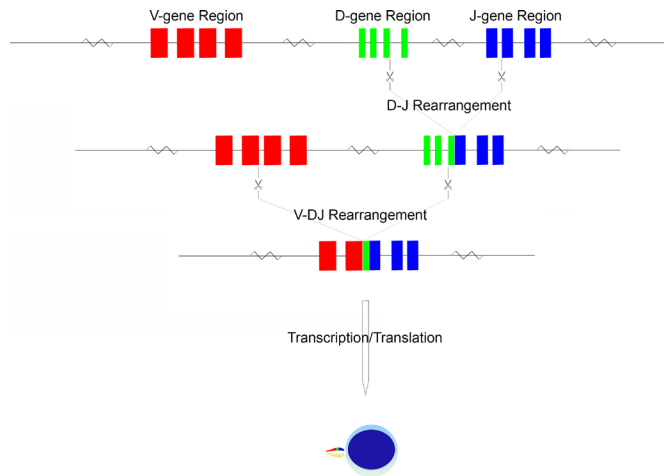 V-gene Region
D-gene Region
J-gene Region
D-J Rearrangement
V-DJ Rearrangement
Transcription/Translation